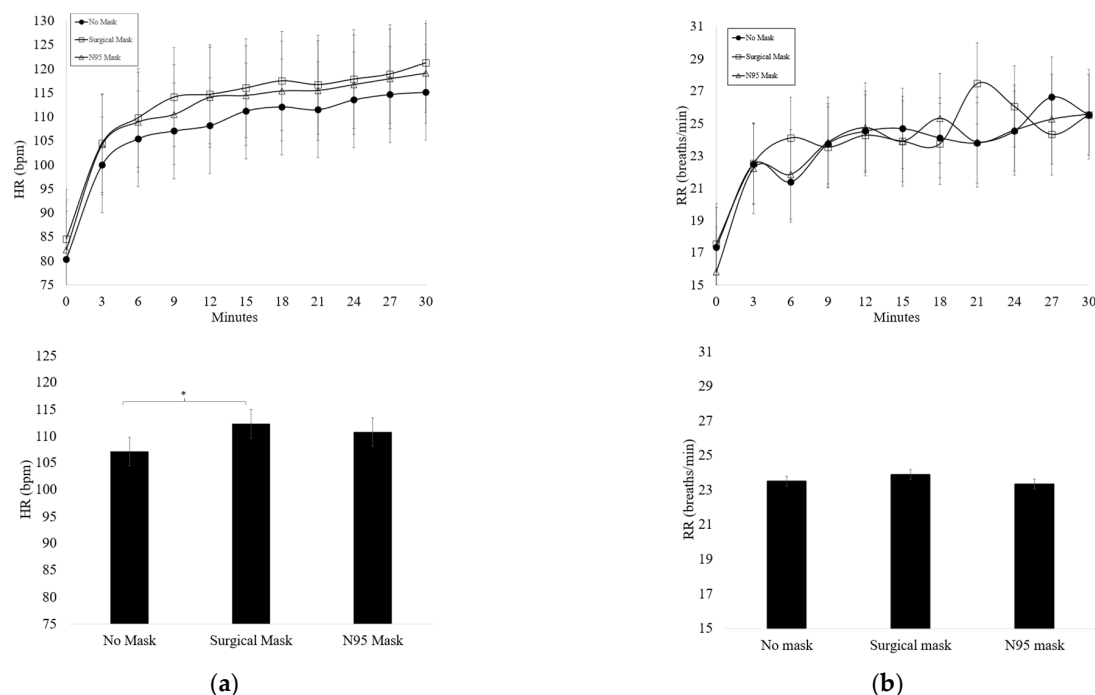 130
125
120
115
110
105
100
95
90
85
80
75
HR (bpm)
No Mask
Surgical Mask
N95 Mask
0 3 6 9 12 15 18 21 24 27 30
Minutes
31
29
27
25
23
21
19
17
15
RR (breaths/min)
No Mask
Surgical Mask
N95 Mask
0 3 6 9 12 15 18 21 24 27 30
Minutes
125
120
115
110
105
100
95
90
85
80
75
HR (bpm)
*
No Mask Surgical Mask N95 Mask
(a)
31
29
27
25
23
21
19
17
15
RR (breaths/min)
No mask Surgical mask N95 mask
(b)